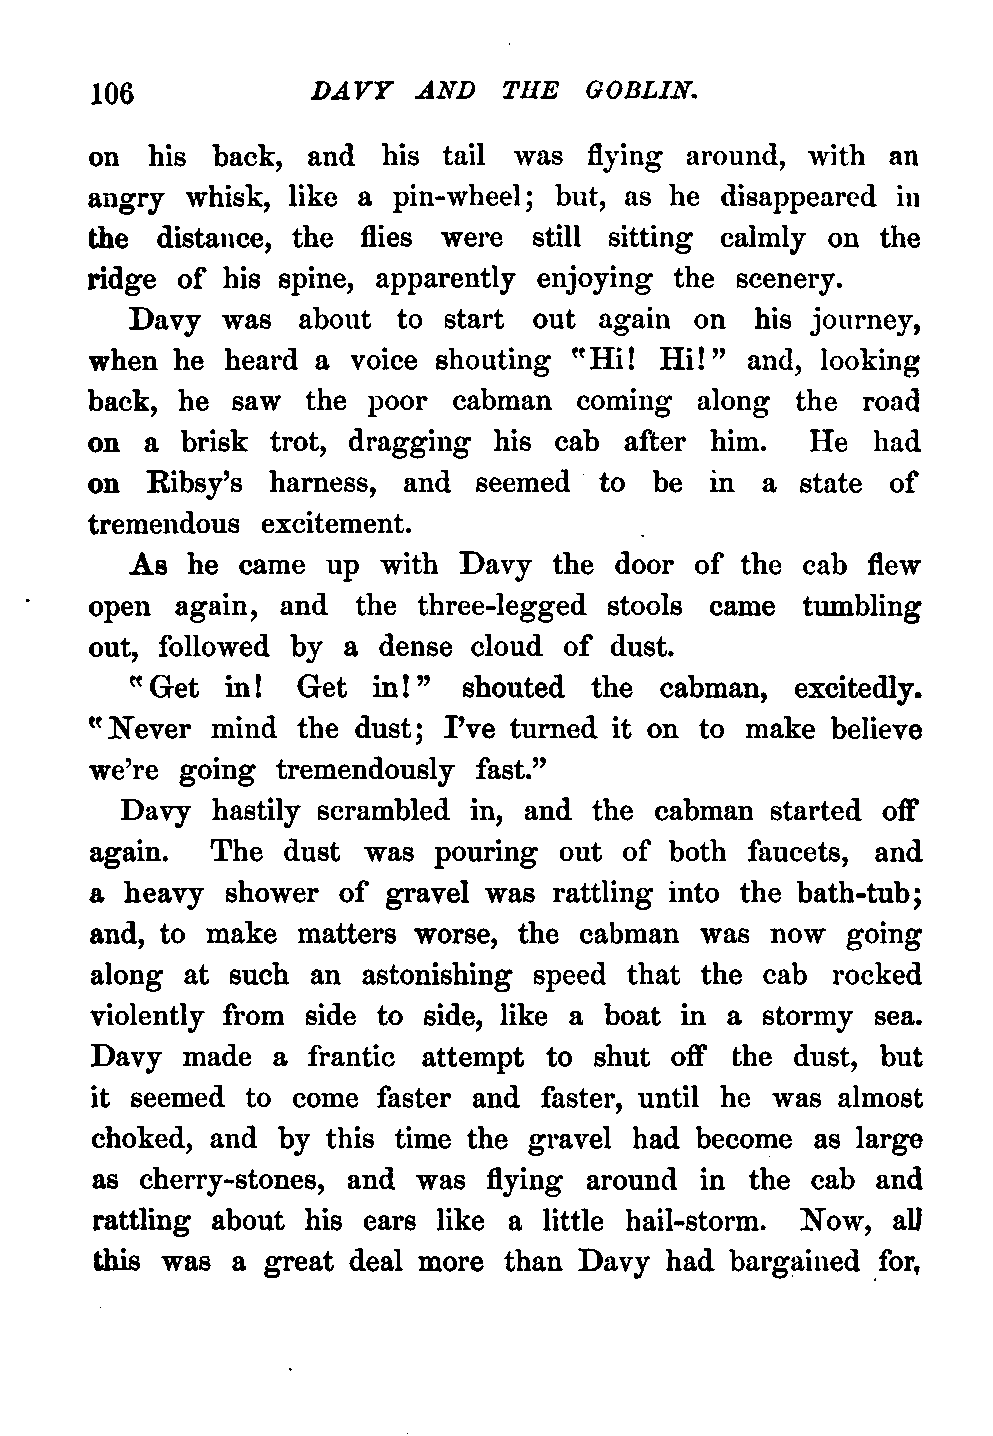 106 DAVY AND THE GOBLIN.
on his back, and his tail was flying around, with an
angry whisk, like a pin-wheel; but, as he disappeared in
the distance, the flies were still sitting calmly on the
ridge of his spine, apparently enjoying the scenery.
Davy was about to start out again on his journey,
when he heard a voice shouting "Hi! Hi!" and, looking
back, he saw the poor cabman coming along the road
on a brisk trot, dragging his cab after him. He had
on Ribsy's harness, and seemed to be in a state of
tremendous excitement.
As he came up with Davy the door of the cab flew
open again, and the three-legged stools came tumbling
out, followed by a dense cloud of dust.
"Get in! Get in!" shouted the cabman, excitedly.
"Never mind the dust; I've turned it on to make believe
we're going tremendously fast."
Davy hastily scrambled in, and the cabman started off
again. The dust was pouring out of both faucets, and
a heavy shower of gravel was rattling into the bath-tub;
and, to make matters worse, the cabman was now going
along at such an astonishing speed that the cab rocked
violently from side to side, like a boat in a stormy sea.
Davy made a frantic attempt to shut off the dust, but
it seemed to come faster and faster, until he was almost
choked, and by this time the gravel had become as large
as cherry-stones, and was flying around in the cab and
rattling about his ears like a little hail-storm. Now, all
this was a great deal more than Davy had bargained for,